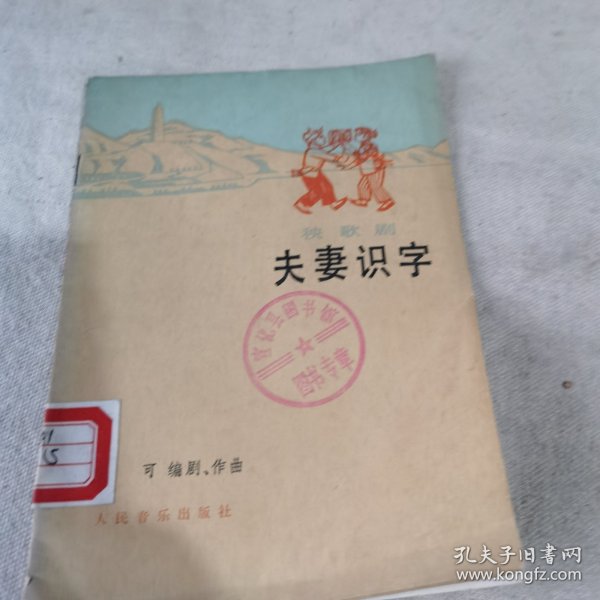 秧歌剧
夫妻识字
可 编剧、作曲
人民音乐出版社
孔夫子旧书网
www.kongfz.com